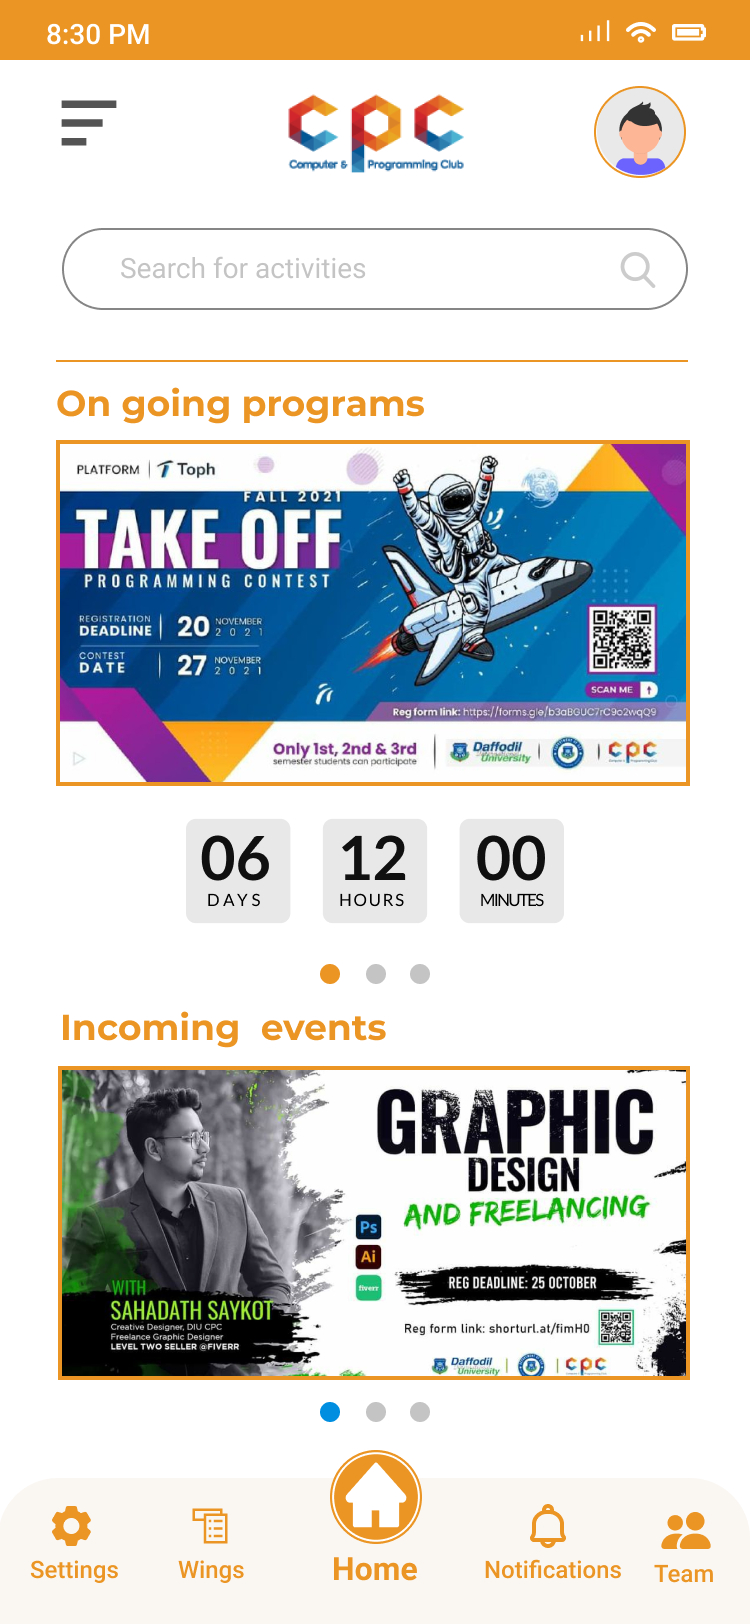 8:30 PM
cpc
Computer & Programming Club
Search for activities
On going programs
PLATFORM | Toph
FALL 2021
TAKE OFF
PROGRAMMING CONTEST
REGISTRATION
DEADLINE
20 NOVEMBER
2021
CONTEST
DATE
27 NOVEMBER
2021
SCAN ME
Reg form link: https://forms.gle/b3aBGUC7rC9o2wqQ9
Only 1st, 2nd & 3rd
semester students can participate
Daffodil
University
cpc
06
DAYS
12
HOURS
00
MINUTES
Incoming events
GRAPHIC
DESIGN
AND FREELANCING
Ps
Ai
fiverr
REG DEADLINE: 25 OCTOBER
Reg form link: shorturl.at/fimH0
WITH
SAHADATH SAYKOT
Creative Designer, DIU CPC
Freelance Graphic Designer
LEVEL TWO SELLER @FIVERR
Daffodil
University
cpc
Settings
Wings
Home
Notifications
Team